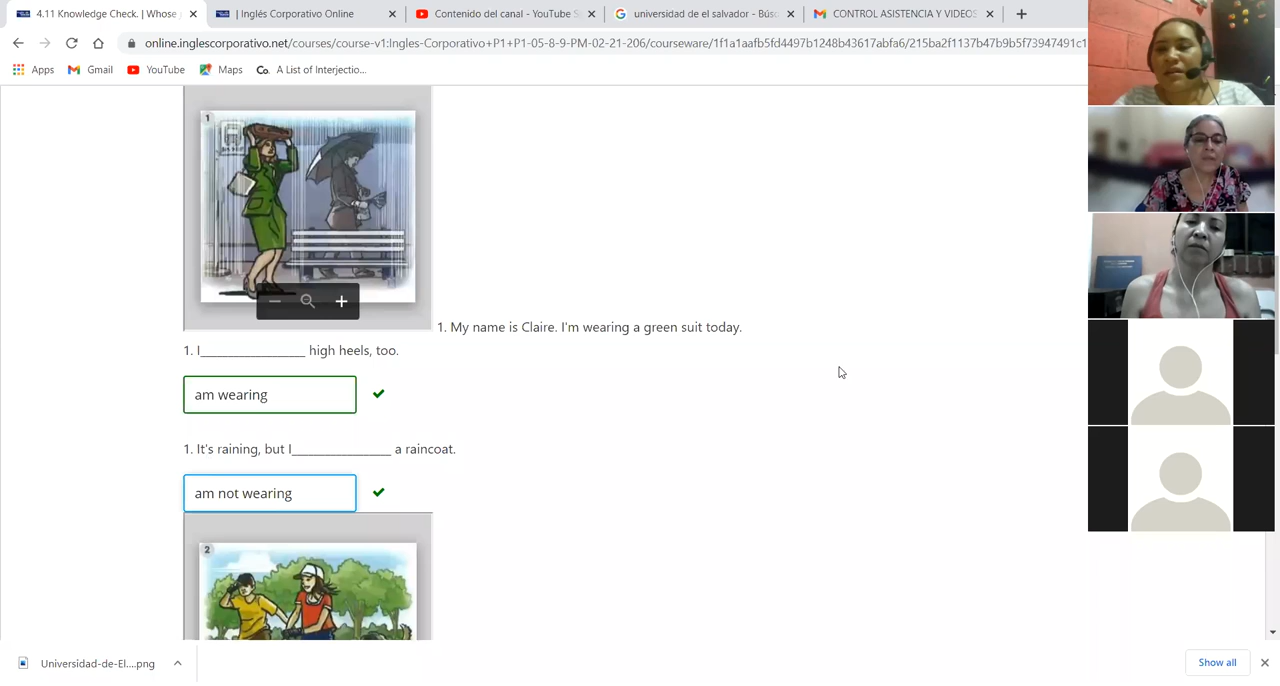 4.11 Knowledge Check. | Whose
| Inglés Corporativo Online
Contenido del canal - YouTube S
universidad de el salvador - Búsc
CONTROL ASISTENCIA Y VIDEOS
online.inglescorporativo.net/courses/course-v1:Ingles-Corporativo+P1+P1-05-8-9-PM-02-21-206/courseware/1f1a1aafb5fd4497b1248b43617abfa6/215ba2f1137b47b9b5f73947491c1
Apps
Gmail
YouTube
Maps
Co. A List of Interjectio...
1
1. My name is Claire. I'm wearing a green suit today.
1. I__________________ high heels, too.
am wearing
1. It's raining, but I_________________ a raincoat.
am not wearing
2
Universidad-de-El....png
Show all